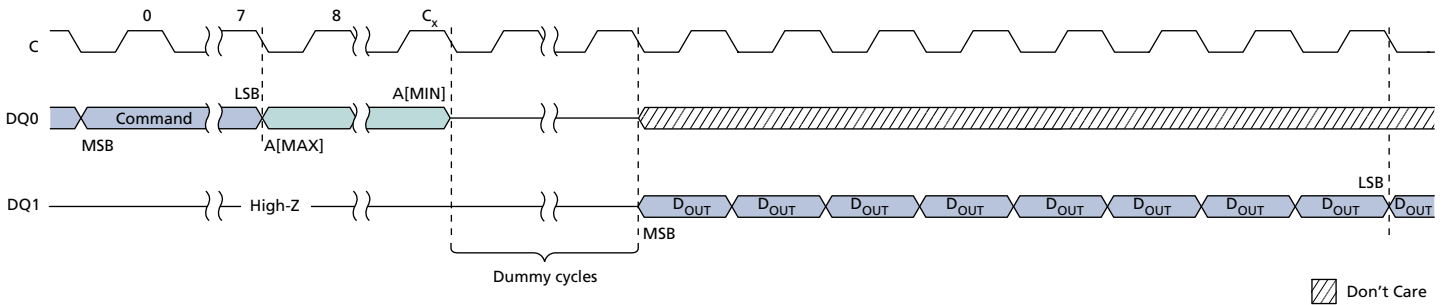 0 7 8 Cx
C
LSB A[MIN]
DQ0 Command
MSB A[MAX]
LSB
DQ1 High-Z DOUT DOUT DOUT DOUT DOUT DOUT DOUT DOUT DOUT
MSB
Dummy cycles
Don't Care